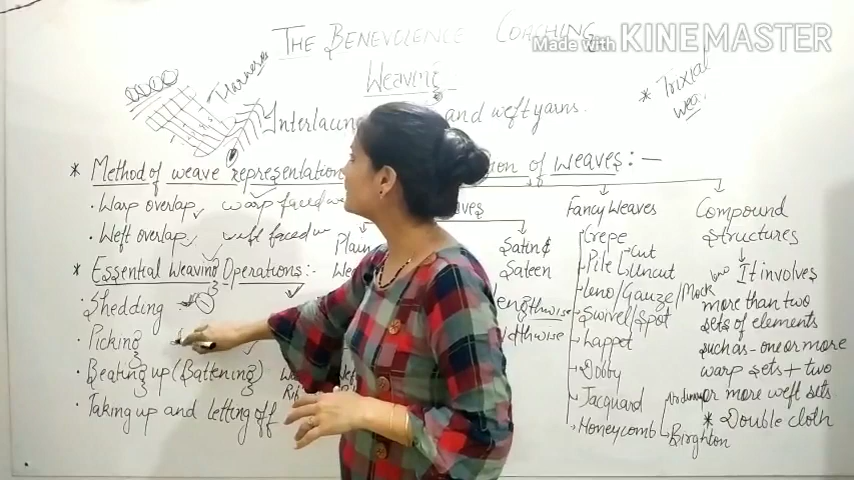 THE BENEVOLENCE COACHING
Made with KINEMASTER
Weaving
* Trixial
Interlacing and weft yarns.
* Method of weave representation
of weaves:-
· Warp overlap warp faced
· Weft overlap weft faced
* Essential Weaving Operations:-
· Shedding
· Picking
· Beating up (Battening)
· Taking up and letting off
Plain
Satin &
Sateen
Lengthwise
Fancy Weaves
Crepe
Pile Cut
Uncut
Leno/Gauze/Mock
Swivel/Spot
Lappet
Dobby
Jacquard
Honeycomb
Birghton
Compound
Structures
It involves
more than two
sets of elements
such as - one or more
warp sets + two
or more weft sets
* Double cloth